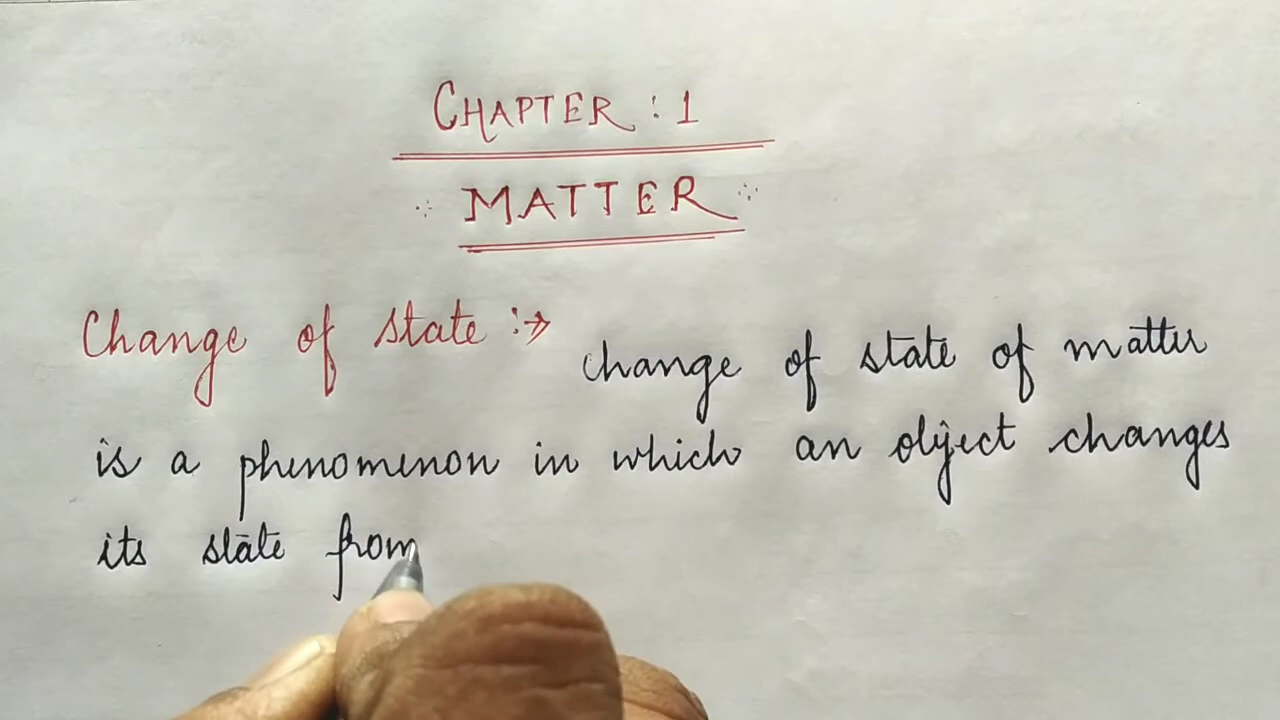 CHAPTER : 1
MATTER
Change of state :→ change of state of matter
is a phenomenon in which an object changes
its state from